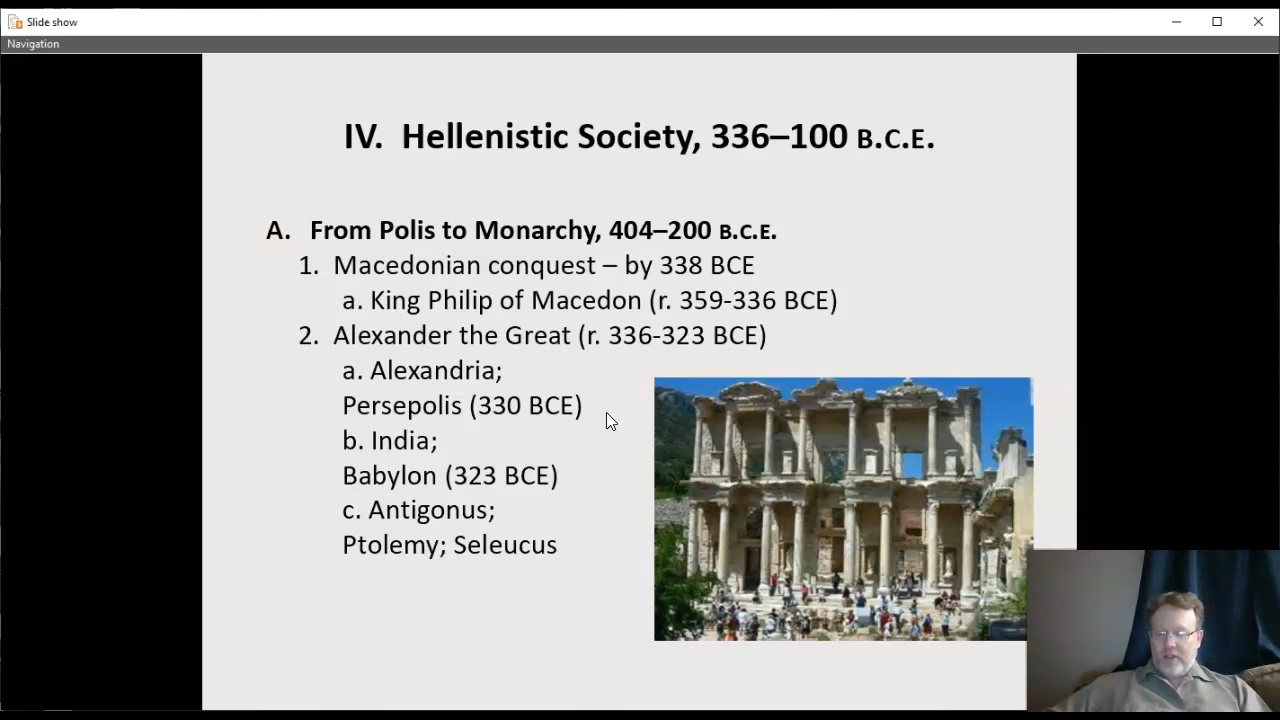 Slide show
Navigation
IV. Hellenistic Society, 336–100 B.C.E.
A. From Polis to Monarchy, 404–200 B.C.E.
1. Macedonian conquest – by 338 BCE
a. King Philip of Macedon (r. 359-336 BCE)
2. Alexander the Great (r. 336-323 BCE)
a. Alexandria;
Persepolis (330 BCE)
b. India;
Babylon (323 BCE)
c. Antigonus;
Ptolemy; Seleucus